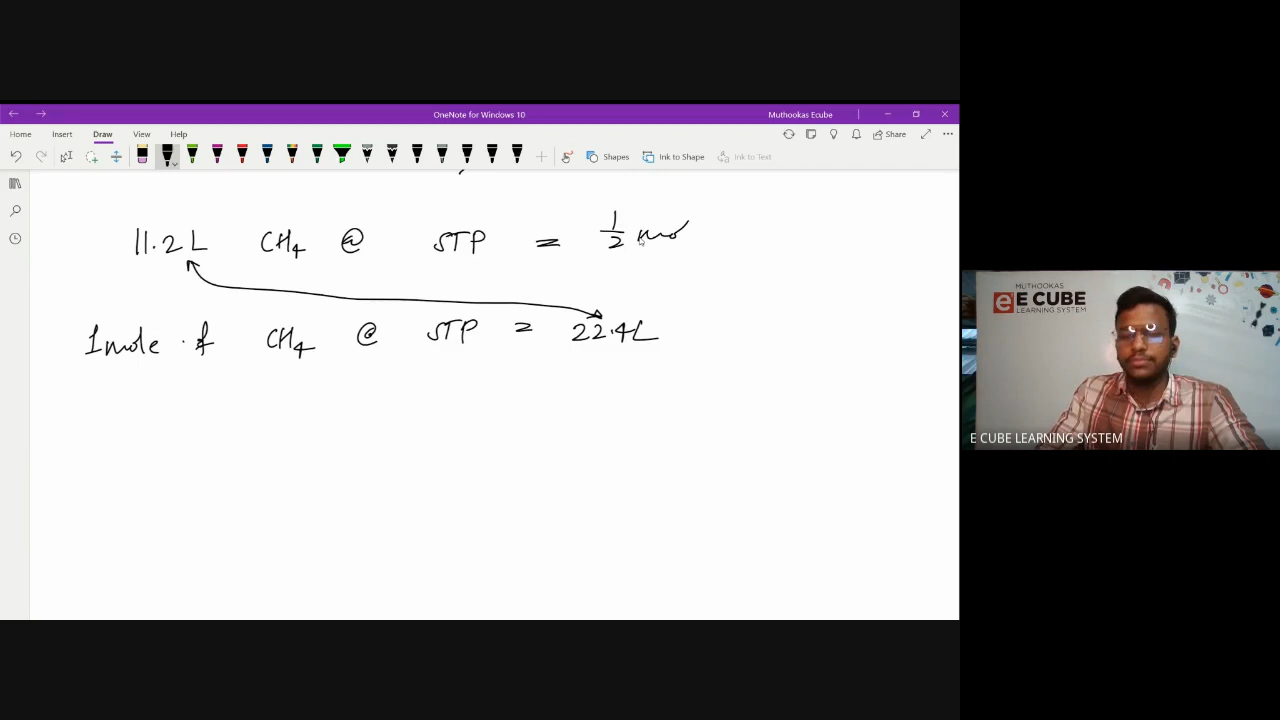 OneNote for Windows 10
Muthookas Ecube
Home Insert Draw View Help
Share
Shapes Ink to Shape Ink to Text
11.2 L CH4 @ STP = 1/2 mo
1 mole of CH4 @ STP = 22.4L
MUTHOOKAS
E E CUBE
LEARNING SYSTEM
E CUBE LEARNING SYSTEM